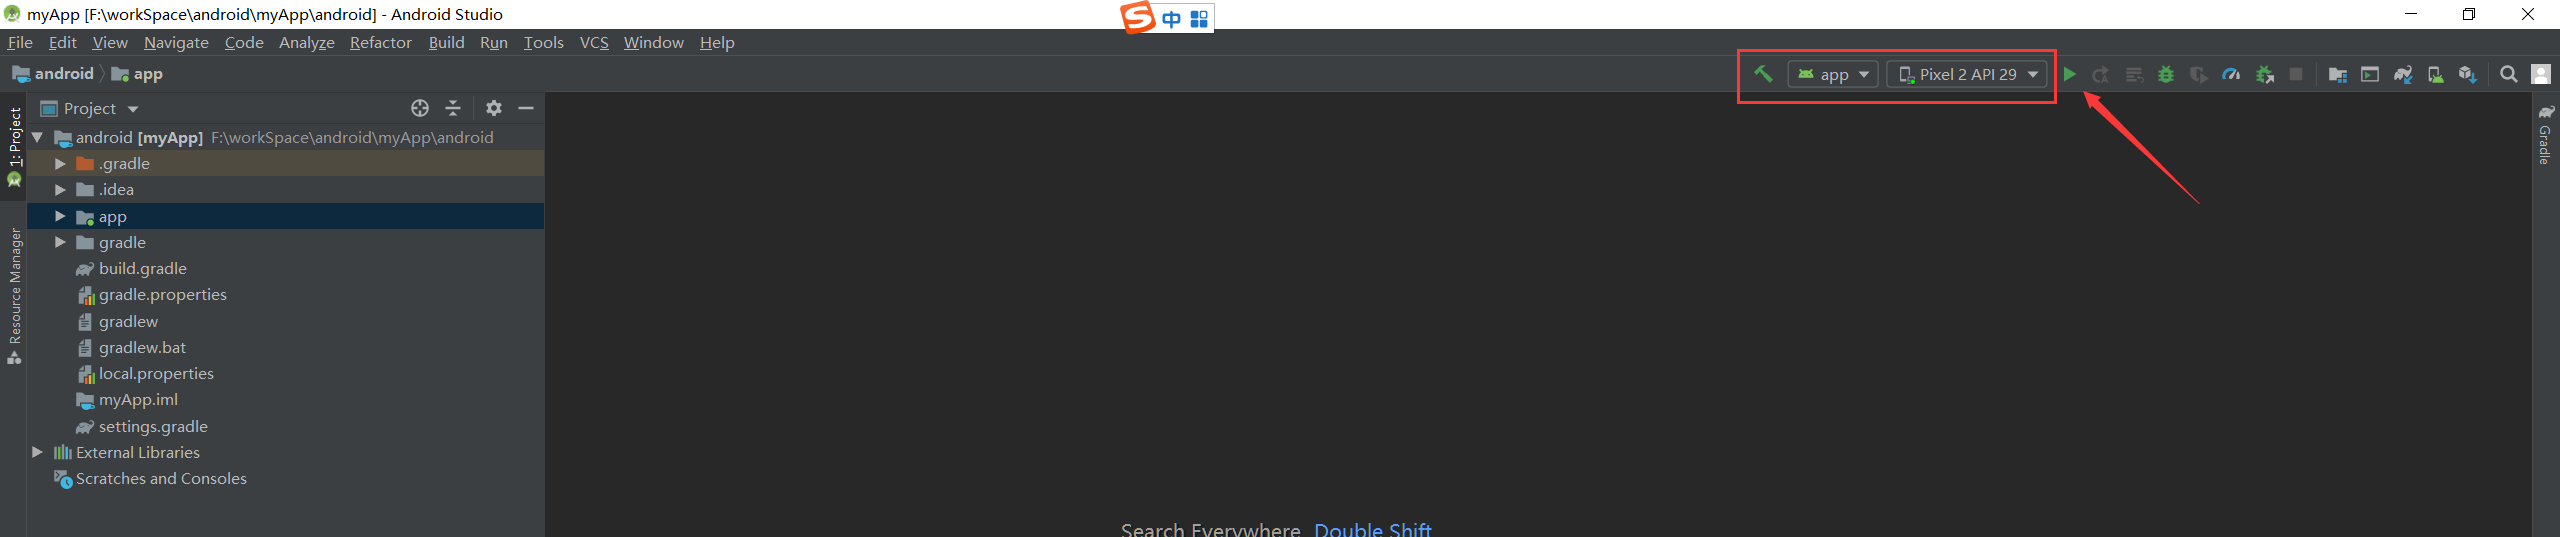 myApp [F:\workSpace\android\myApp\android] - Android Studio
S 中
File Edit View Navigate Code Analyze Refactor Build Run Tools VCS Window Help
android app
app Pixel 2 API 29
1: Project
Resource Manager
Project
android [myApp] F:\workSpace\android\myApp\android
.gradle
.idea
app
gradle
build.gradle
gradle.properties
gradlew
gradlew.bat
local.properties
myApp.iml
settings.gradle
External Libraries
Scratches and Consoles
Search Everywhere Double Shift
Gradle